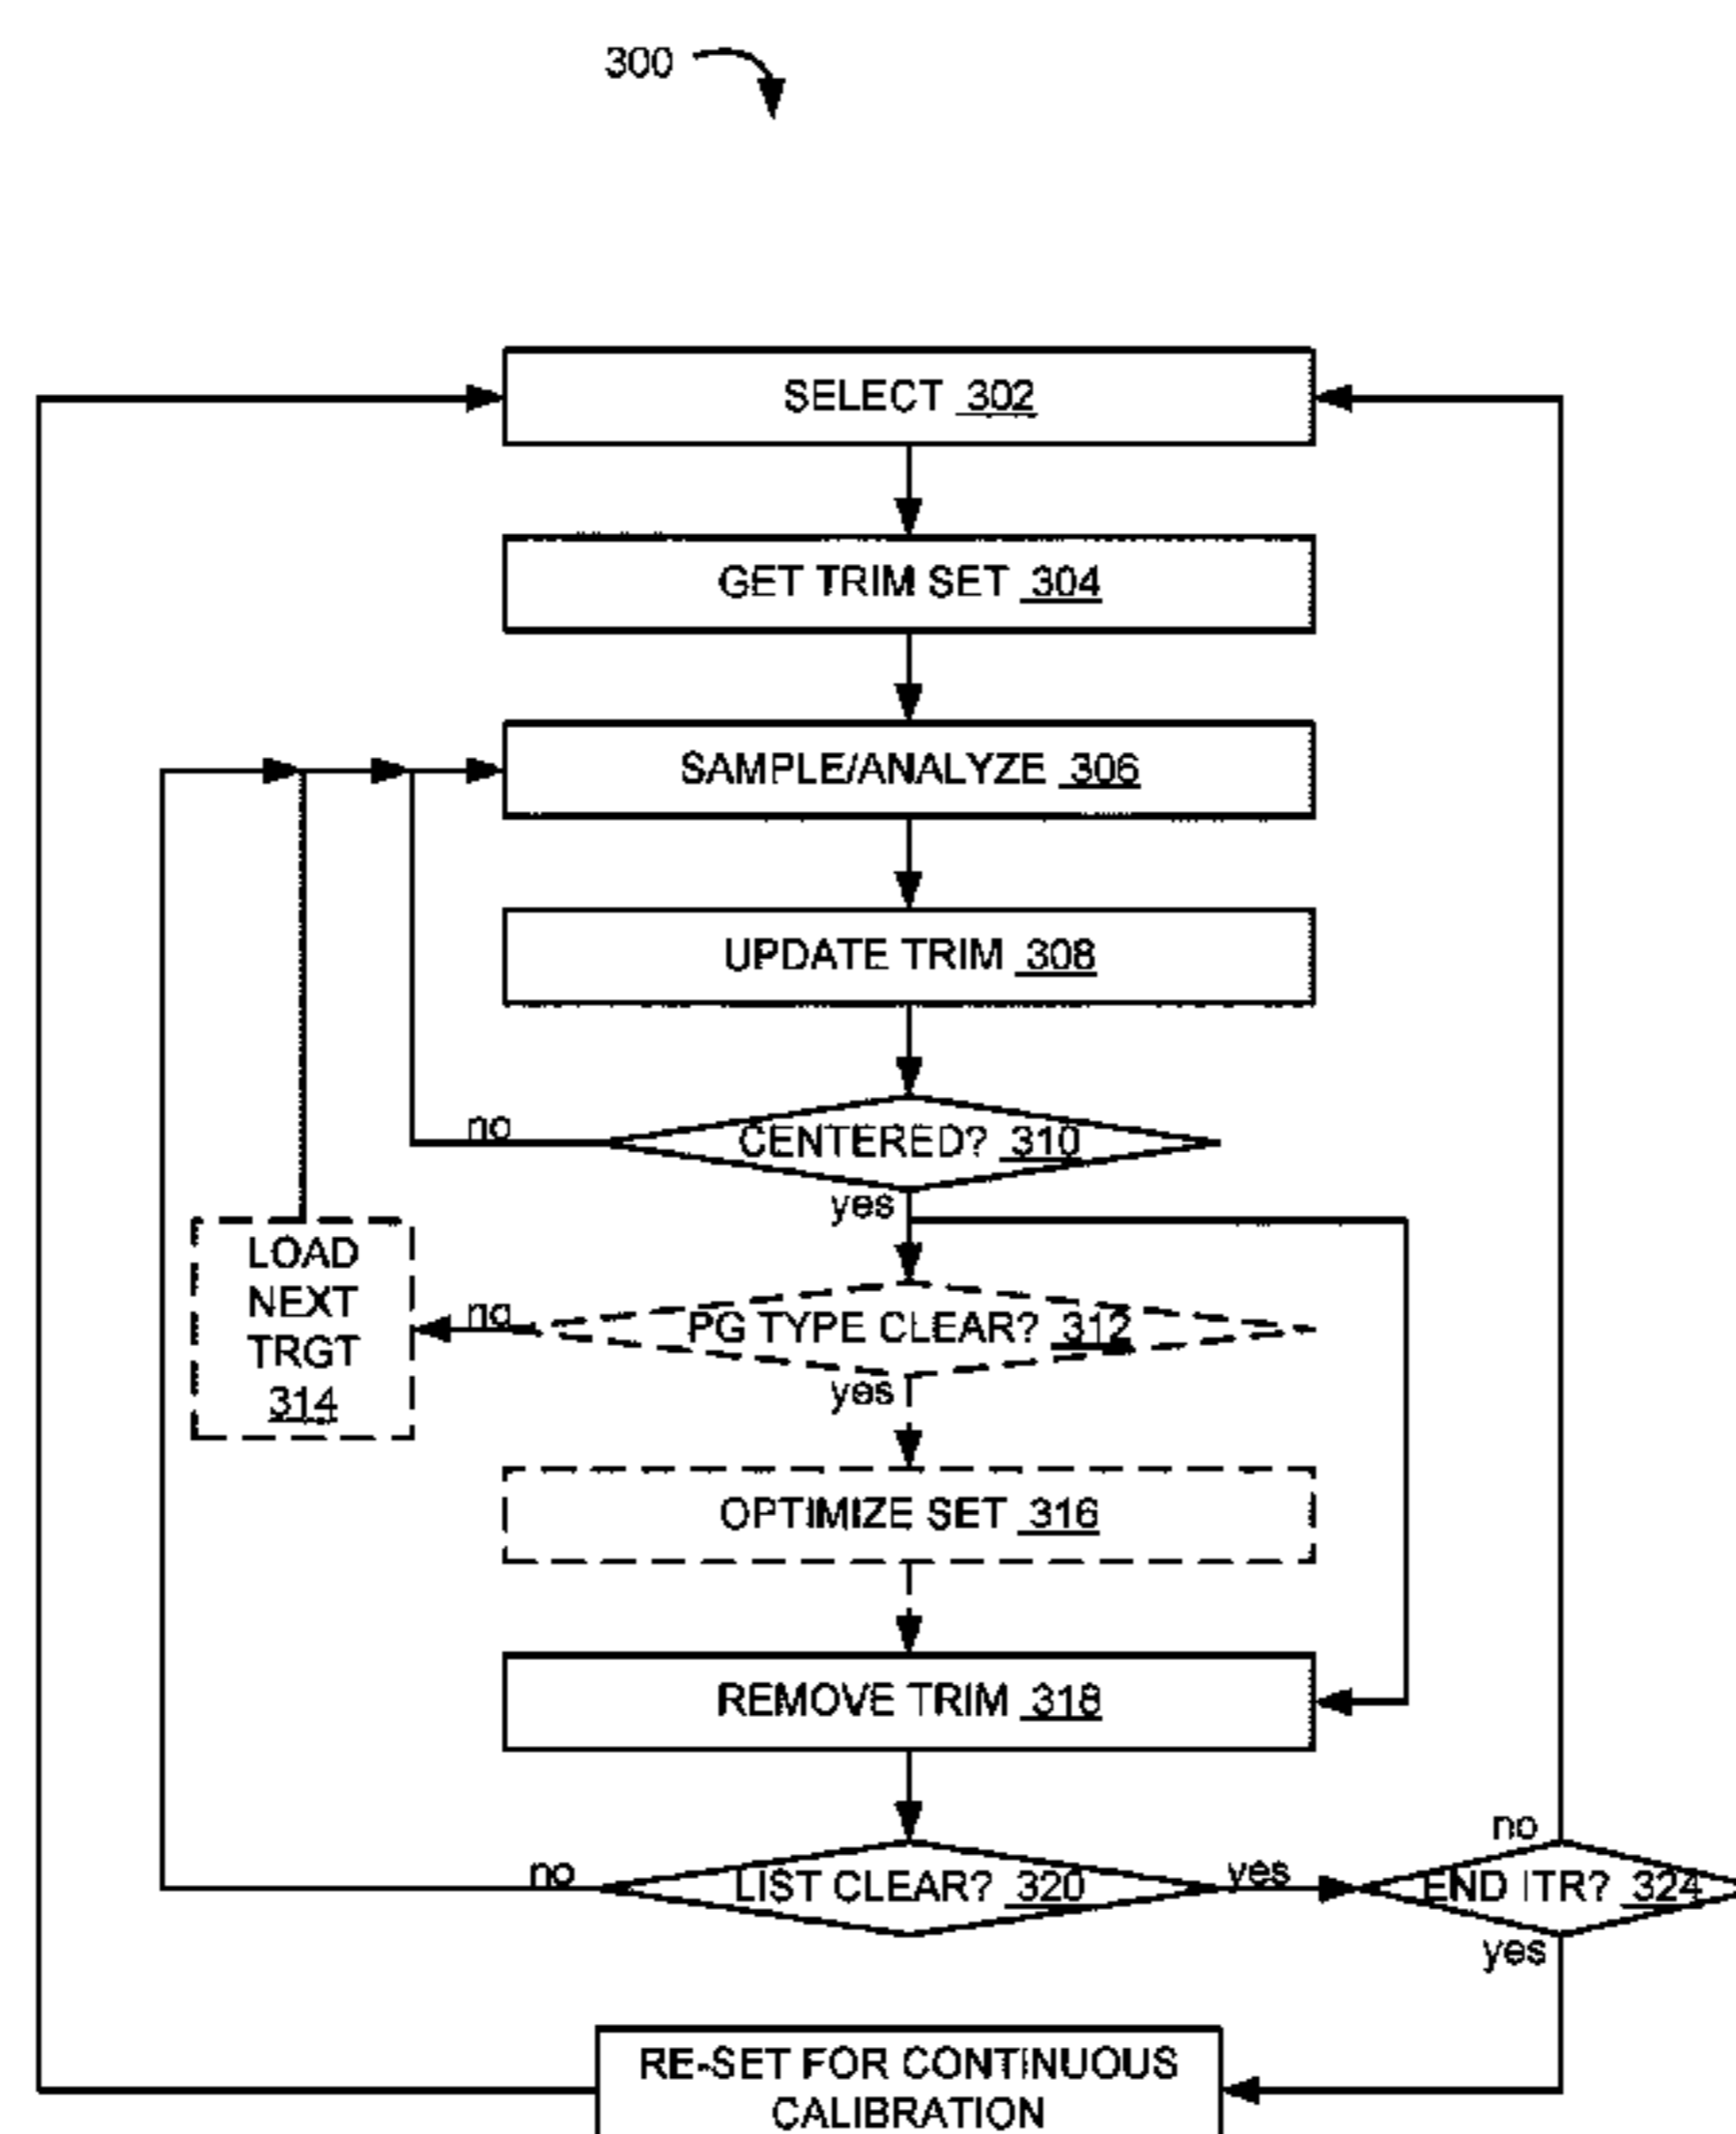 300
SELECT 302
GET TRIM SET 304
SAMPLE/ANALYZE 306
UPDATE TRIM 308
no
CENTERED? 310
yes
LOAD
NEXT
TRGT
314
no
PG TYPE CLEAR? 312
yes
OPTIMIZE SET 316
REMOVE TRIM 318
no
LIST CLEAR? 320
yes
no
END ITR? 324
yes
RE-SET FOR CONTINUOUS
CALIBRATION